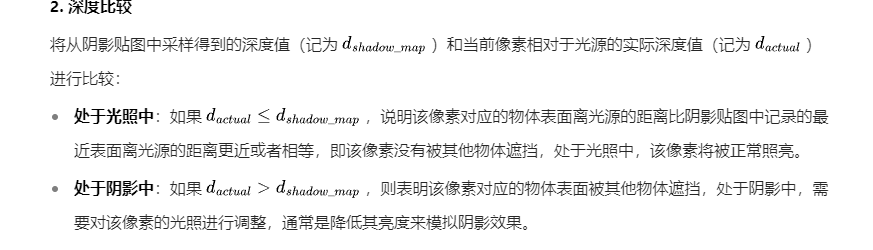 2. 深度比较
将从阴影贴图中采样得到的深度值（记为 d_{shadow\_map} ）和当前像素相对于光源的实际深度值（记为 d_{actual} ）
进行比较：
• 处于光照中：如果 d_{actual} ≤ d_{shadow\_map} ，说明该像素对应的物体表面离光源的距离比阴影贴图中记录的最
近表面离光源的距离更近或者相等，即该像素没有被其他物体遮挡，处于光照中，该像素将被正常照亮。
• 处于阴影中：如果 d_{actual} > d_{shadow\_map} ，则表明该像素对应的物体表面被其他物体遮挡，处于阴影中，需
要对该像素的光照进行调整，通常是降低其亮度来模拟阴影效果。